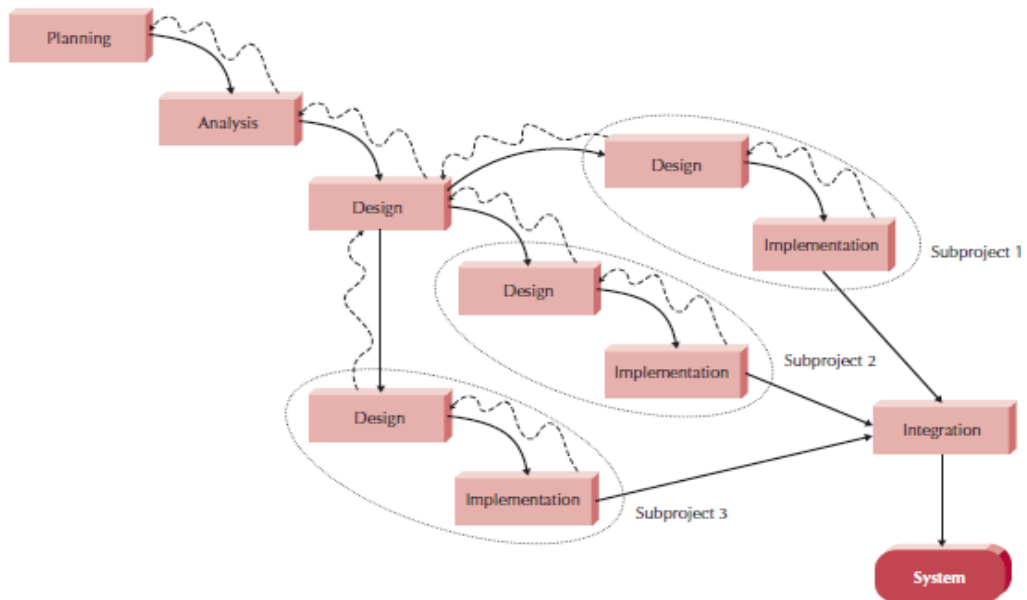 Planning
Analysis
Design
Design
Implementation
Subproject 1
Design
Implementation
Subproject 2
Design
Implementation
Subproject 3
Integration
System